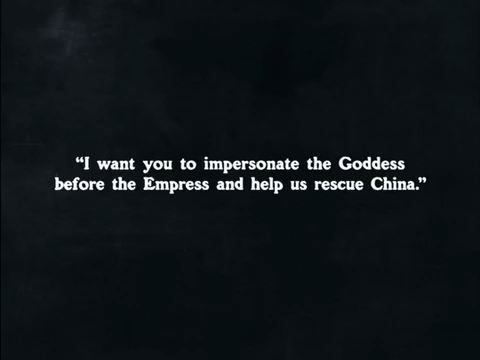 “I want you to impersonate the Goddess
before the Empress and help us rescue China.”